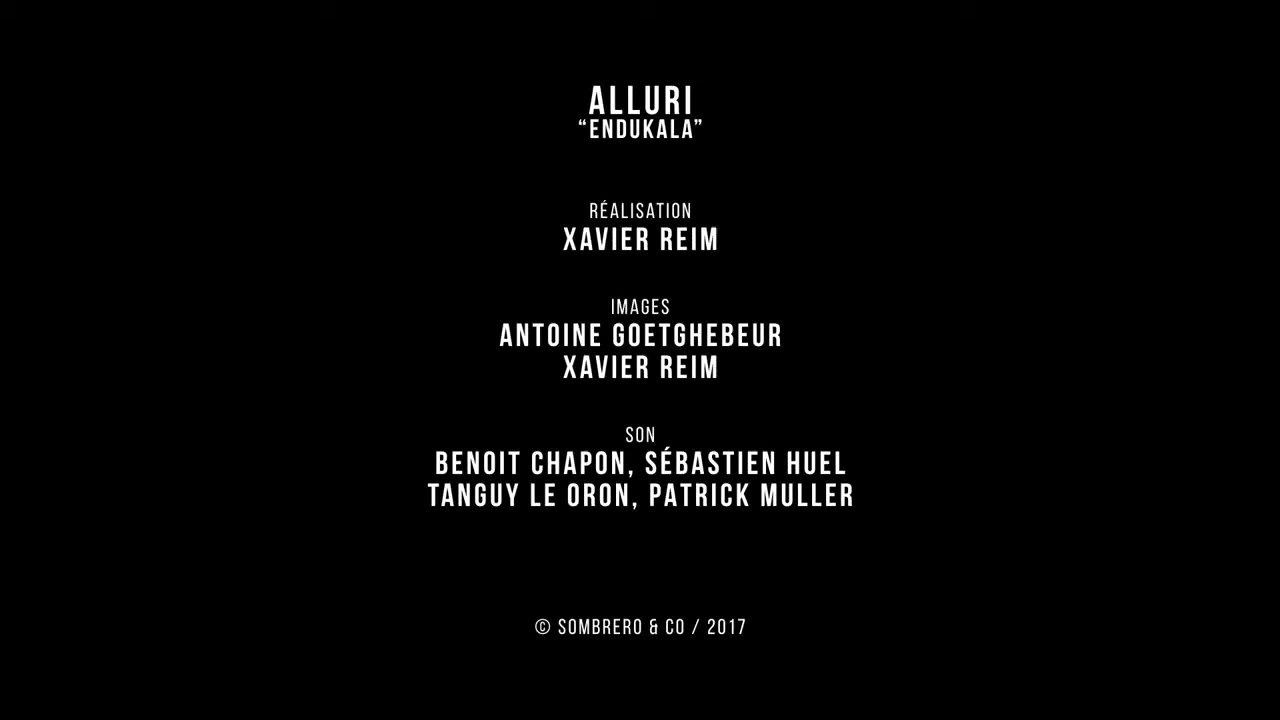 ALLURI
“ENDUKALA”
RÉALISATION
XAVIER REIM
IMAGES
ANTOINE GOETGHEBEUR
XAVIER REIM
SON
BENOIT CHAPON, SÉBASTIEN HUEL
TANGUY LE ORON, PATRICK MULLER
© SOMBRERO & CO / 2017